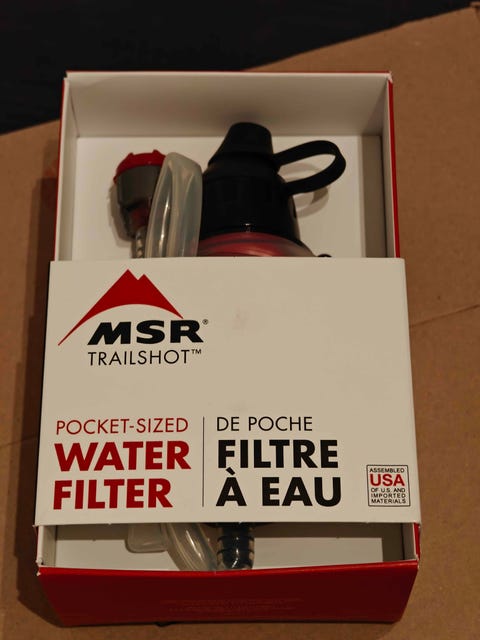 MSR®
TRAILSHOT™
POCKET-SIZED
WATER
FILTER
DE POCHE
FILTRE
À EAU
ASSEMBLED
USA
OF U.S. AND
IMPORTED
MATERIALS